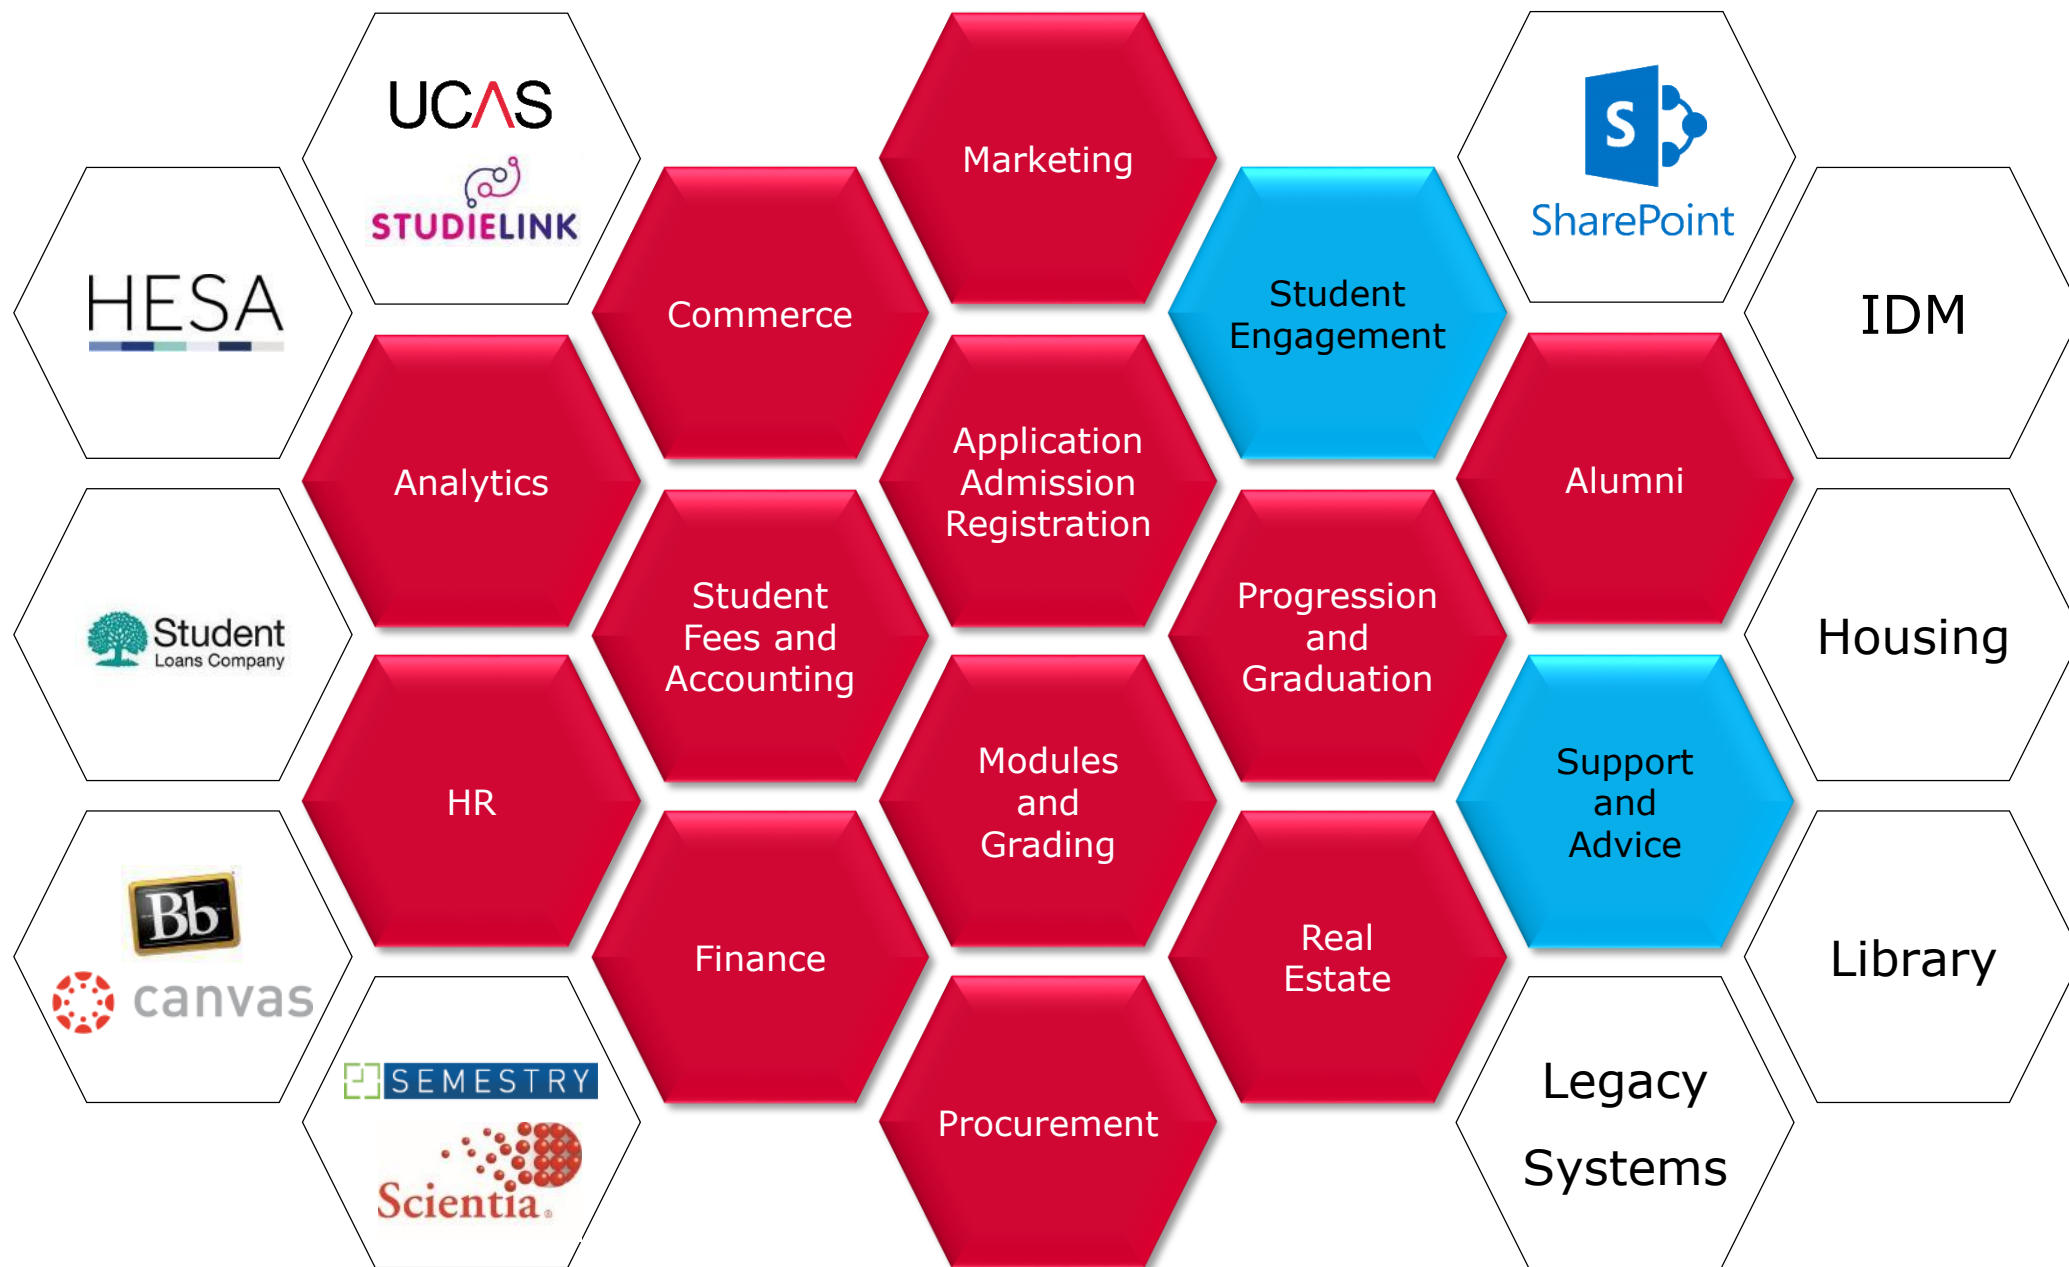 UCAS
STUDIELINK
Marketing
S
SharePoint
HESA
Commerce
Student
Engagement
IDM
Analytics
Application
Admission
Registration
Alumni
Student
Loans Company
Student
Fees and
Accounting
Progression
and
Graduation
Housing
HR
Modules
and
Grading
Support
and
Advice
Bb
canvas
Finance
Real
Estate
Library
SEMESTRY
Scientia®
Procurement
Legacy
Systems